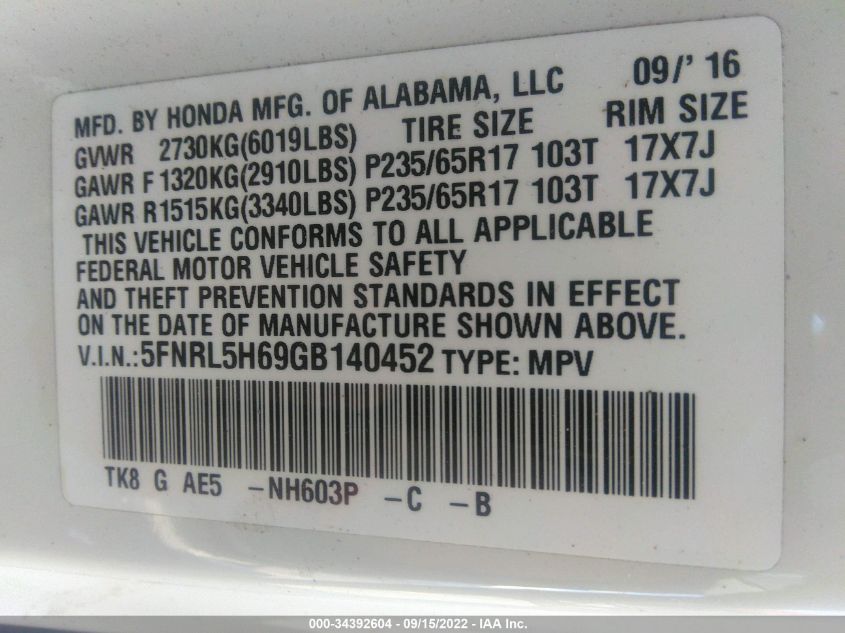 09/' 16
MFD. BY HONDA MFG. OF ALABAMA, LLC
GVWR 2730KG(6019LBS) TIRE SIZE RIM SIZE
GAWR F 1320KG(2910LBS) P235/65R17 103T 17X7J
GAWR R1515KG(3340LBS) P235/65R17 103T 17X7J
THIS VEHICLE CONFORMS TO ALL APPLICABLE
FEDERAL MOTOR VEHICLE SAFETY
AND THEFT PREVENTION STANDARDS IN EFFECT
ON THE DATE OF MANUFACTURE SHOWN ABOVE.
V.I.N.:5FNRL5H69GB140452 TYPE: MPV
TK8 G AE5 -NH603P -C -B
000-34392604 - 09/15/2022 - IAA Inc.